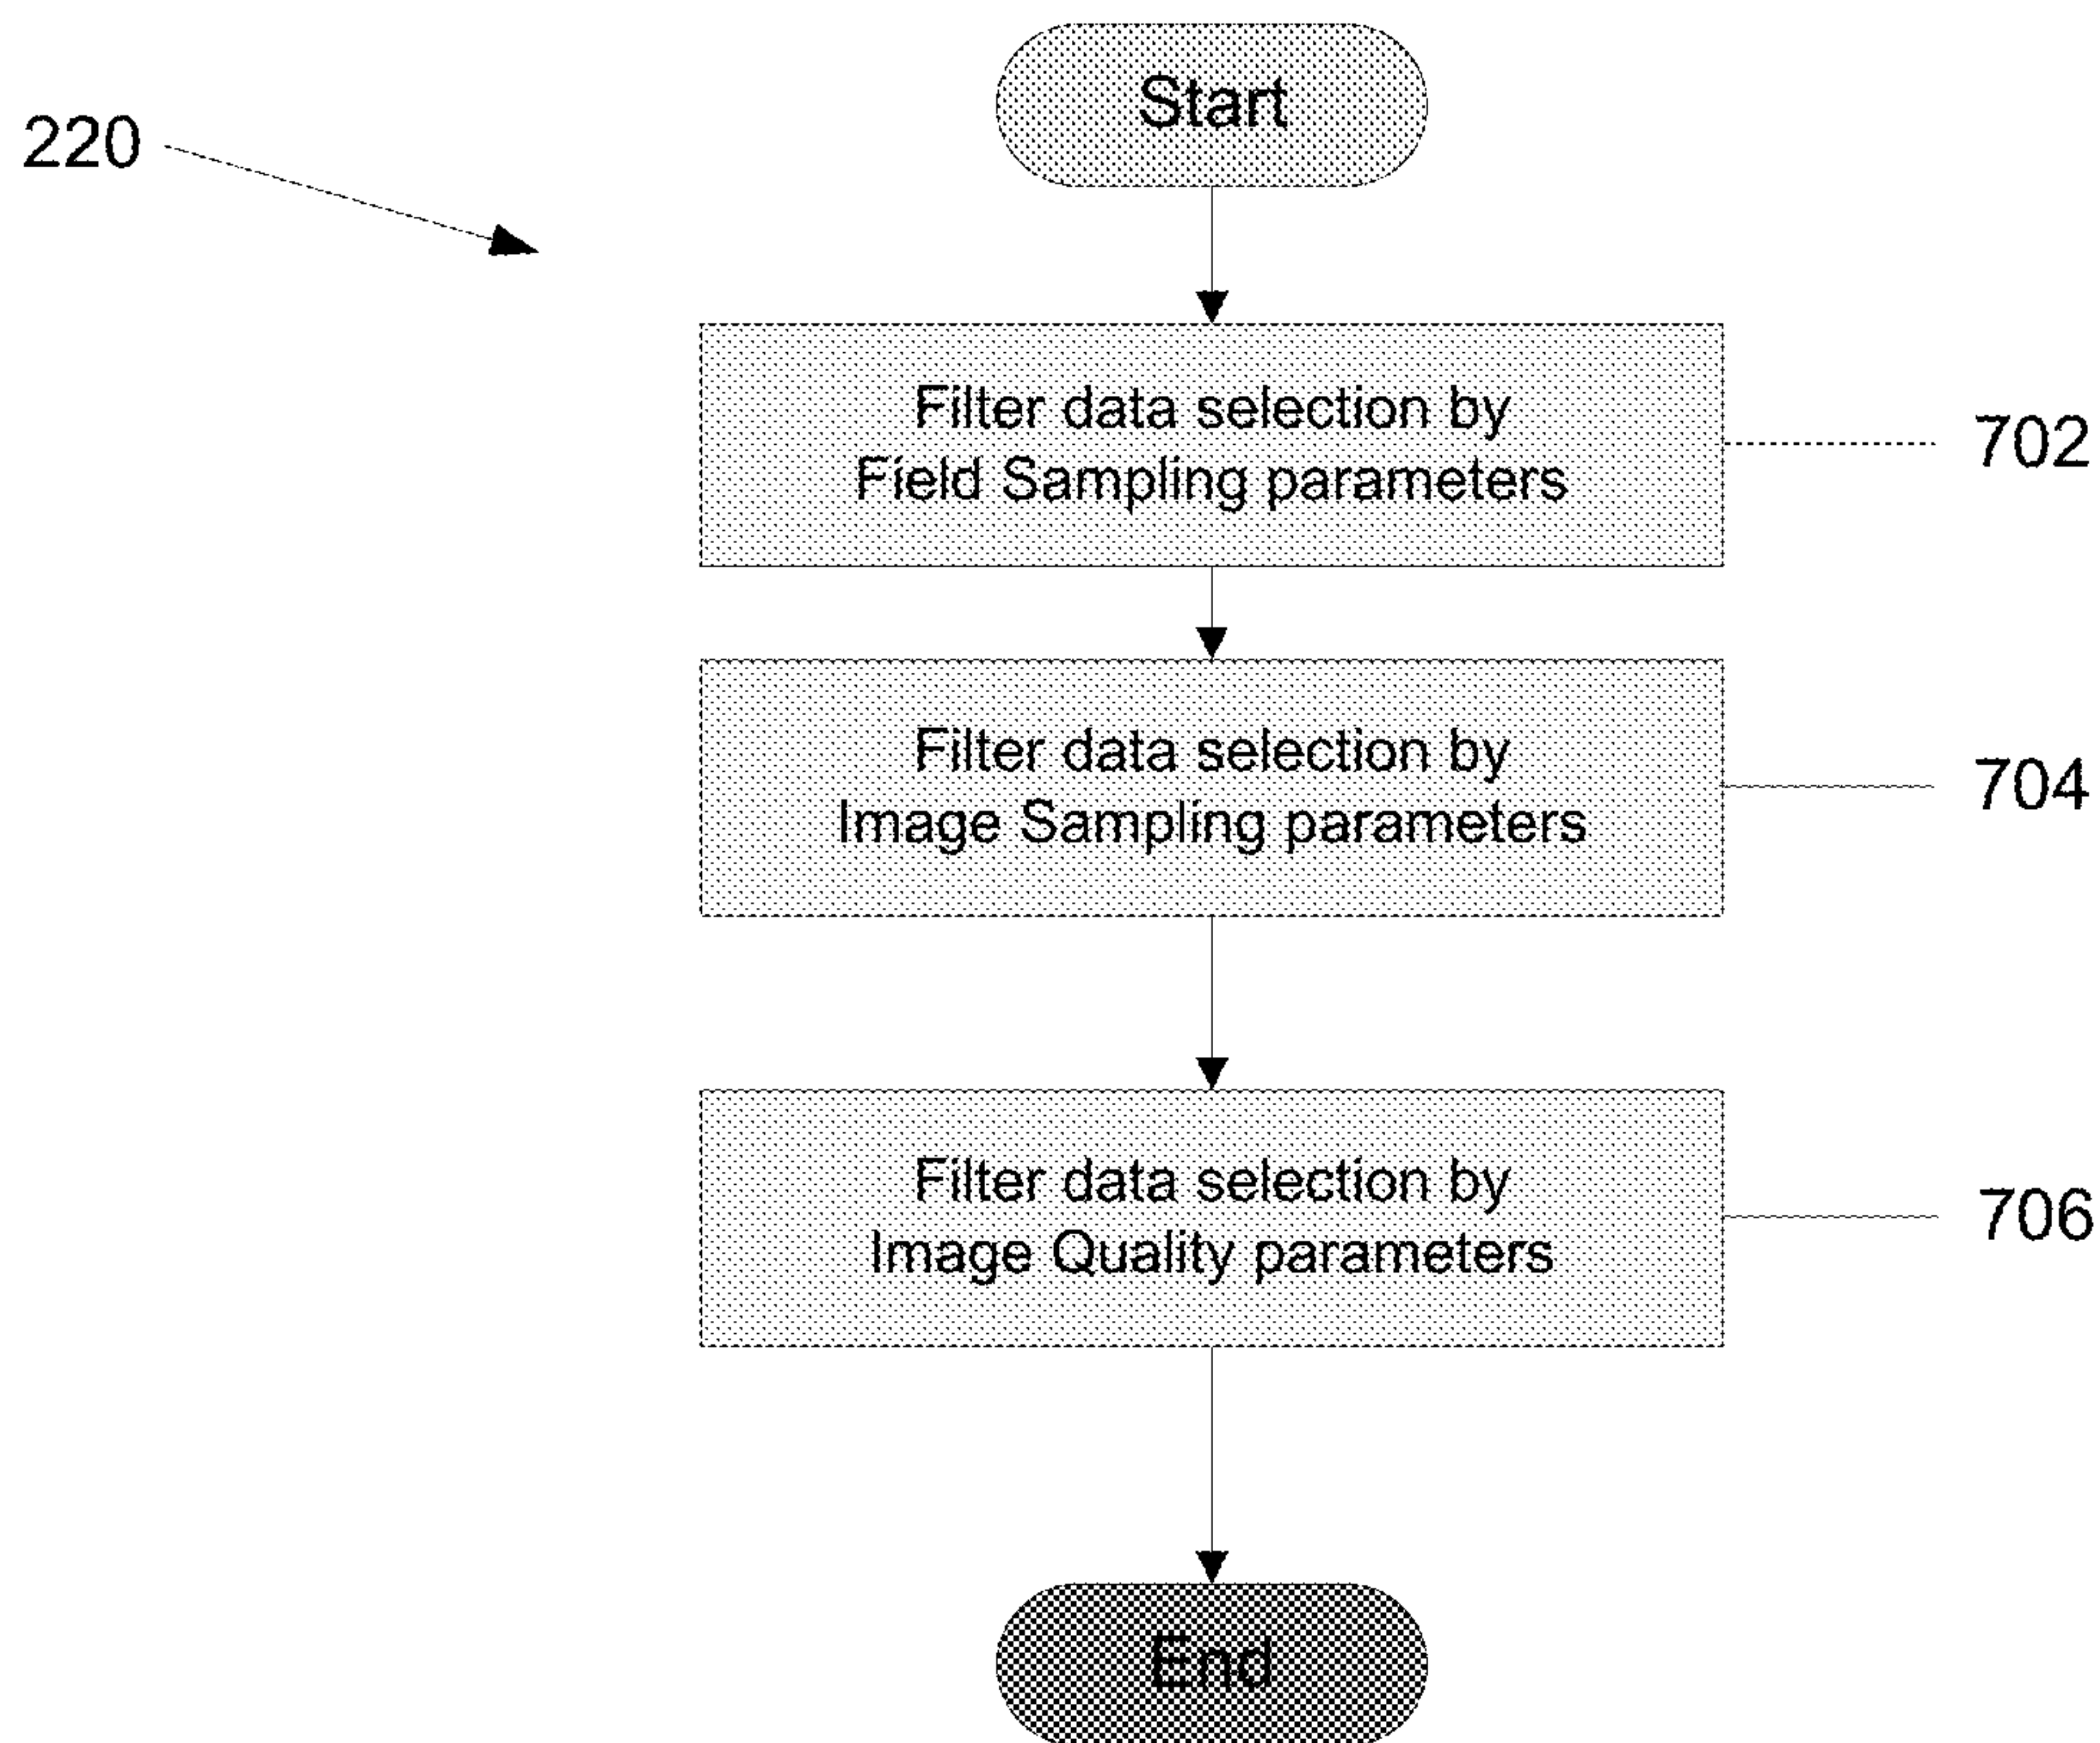 Start
220
Filter data selection by
Field Sampling parameters
702
Filter data selection by
Image Sampling parameters
704
Filter data selection by
Image Quality parameters
706
End